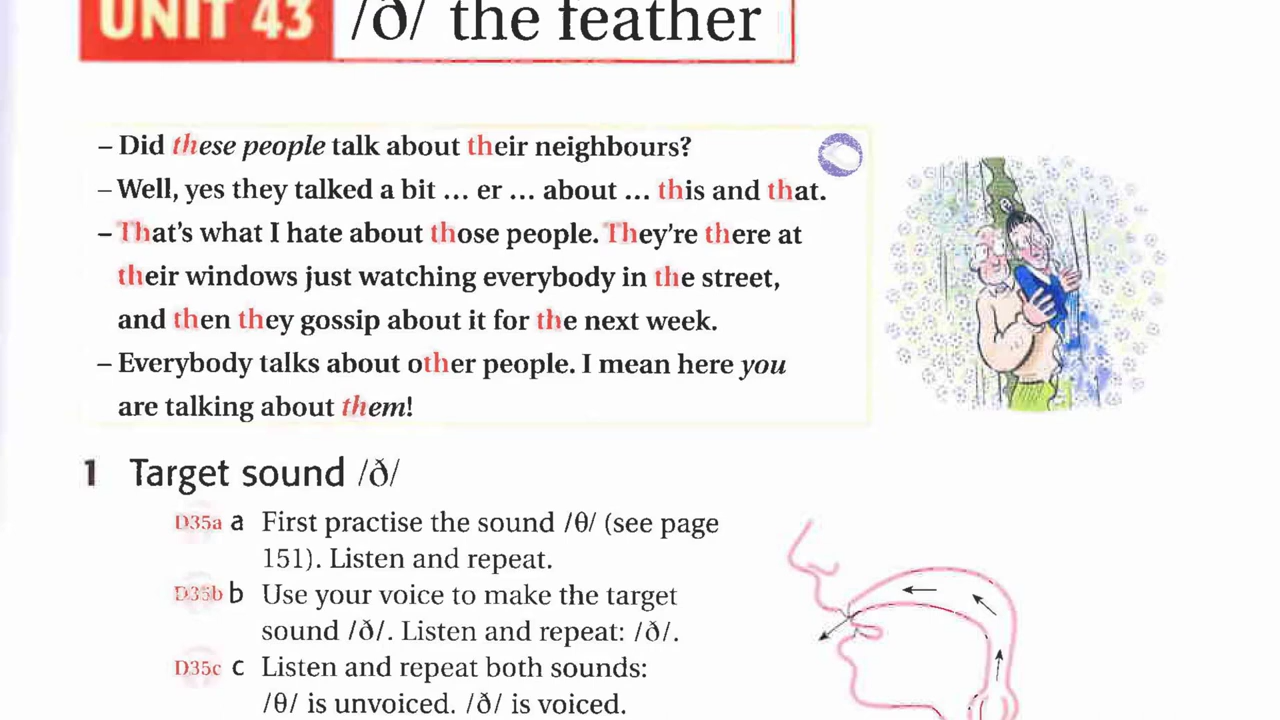 UNIT 43 /ð/ the feather
– Did these people talk about their neighbours?
– Well, yes they talked a bit ... er ... about ... this and that.
– That's what I hate about those people. They're there at
their windows just watching everybody in the street,
and then they gossip about it for the next week.
– Everybody talks about other people. I mean here you
are talking about them!
1 Target sound /ð/
D35a a First practise the sound /θ/ (see page
151). Listen and repeat.
D35b b Use your voice to make the target
sound /ð/. Listen and repeat: /ð/.
D35c c Listen and repeat both sounds:
/θ/ is unvoiced. /ð/ is voiced.